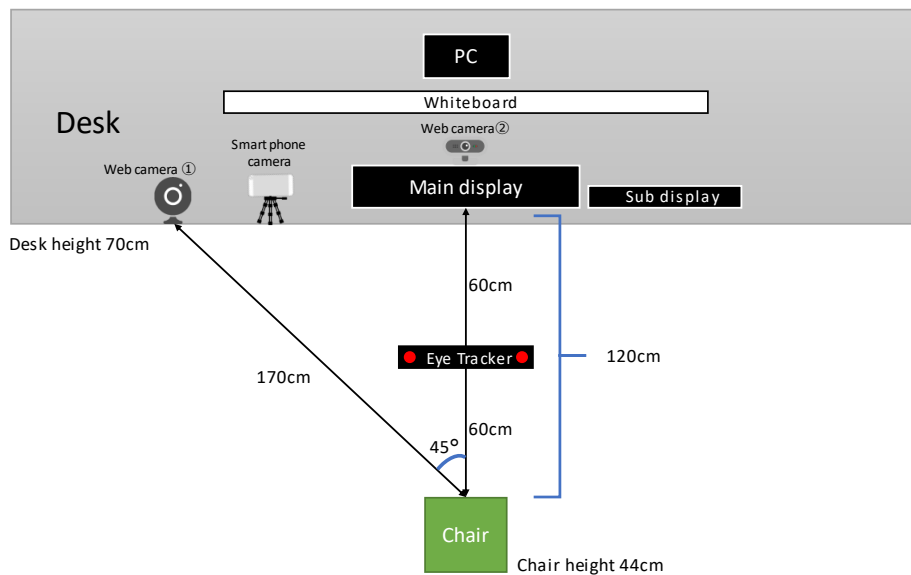 PC
Whiteboard
Desk
Web camera②
Smart phone
camera
Web camera ①
Main display
Sub display
Desk height 70cm
60cm
Eye Tracker
120cm
170cm
60cm
45°
Chair
Chair height 44cm